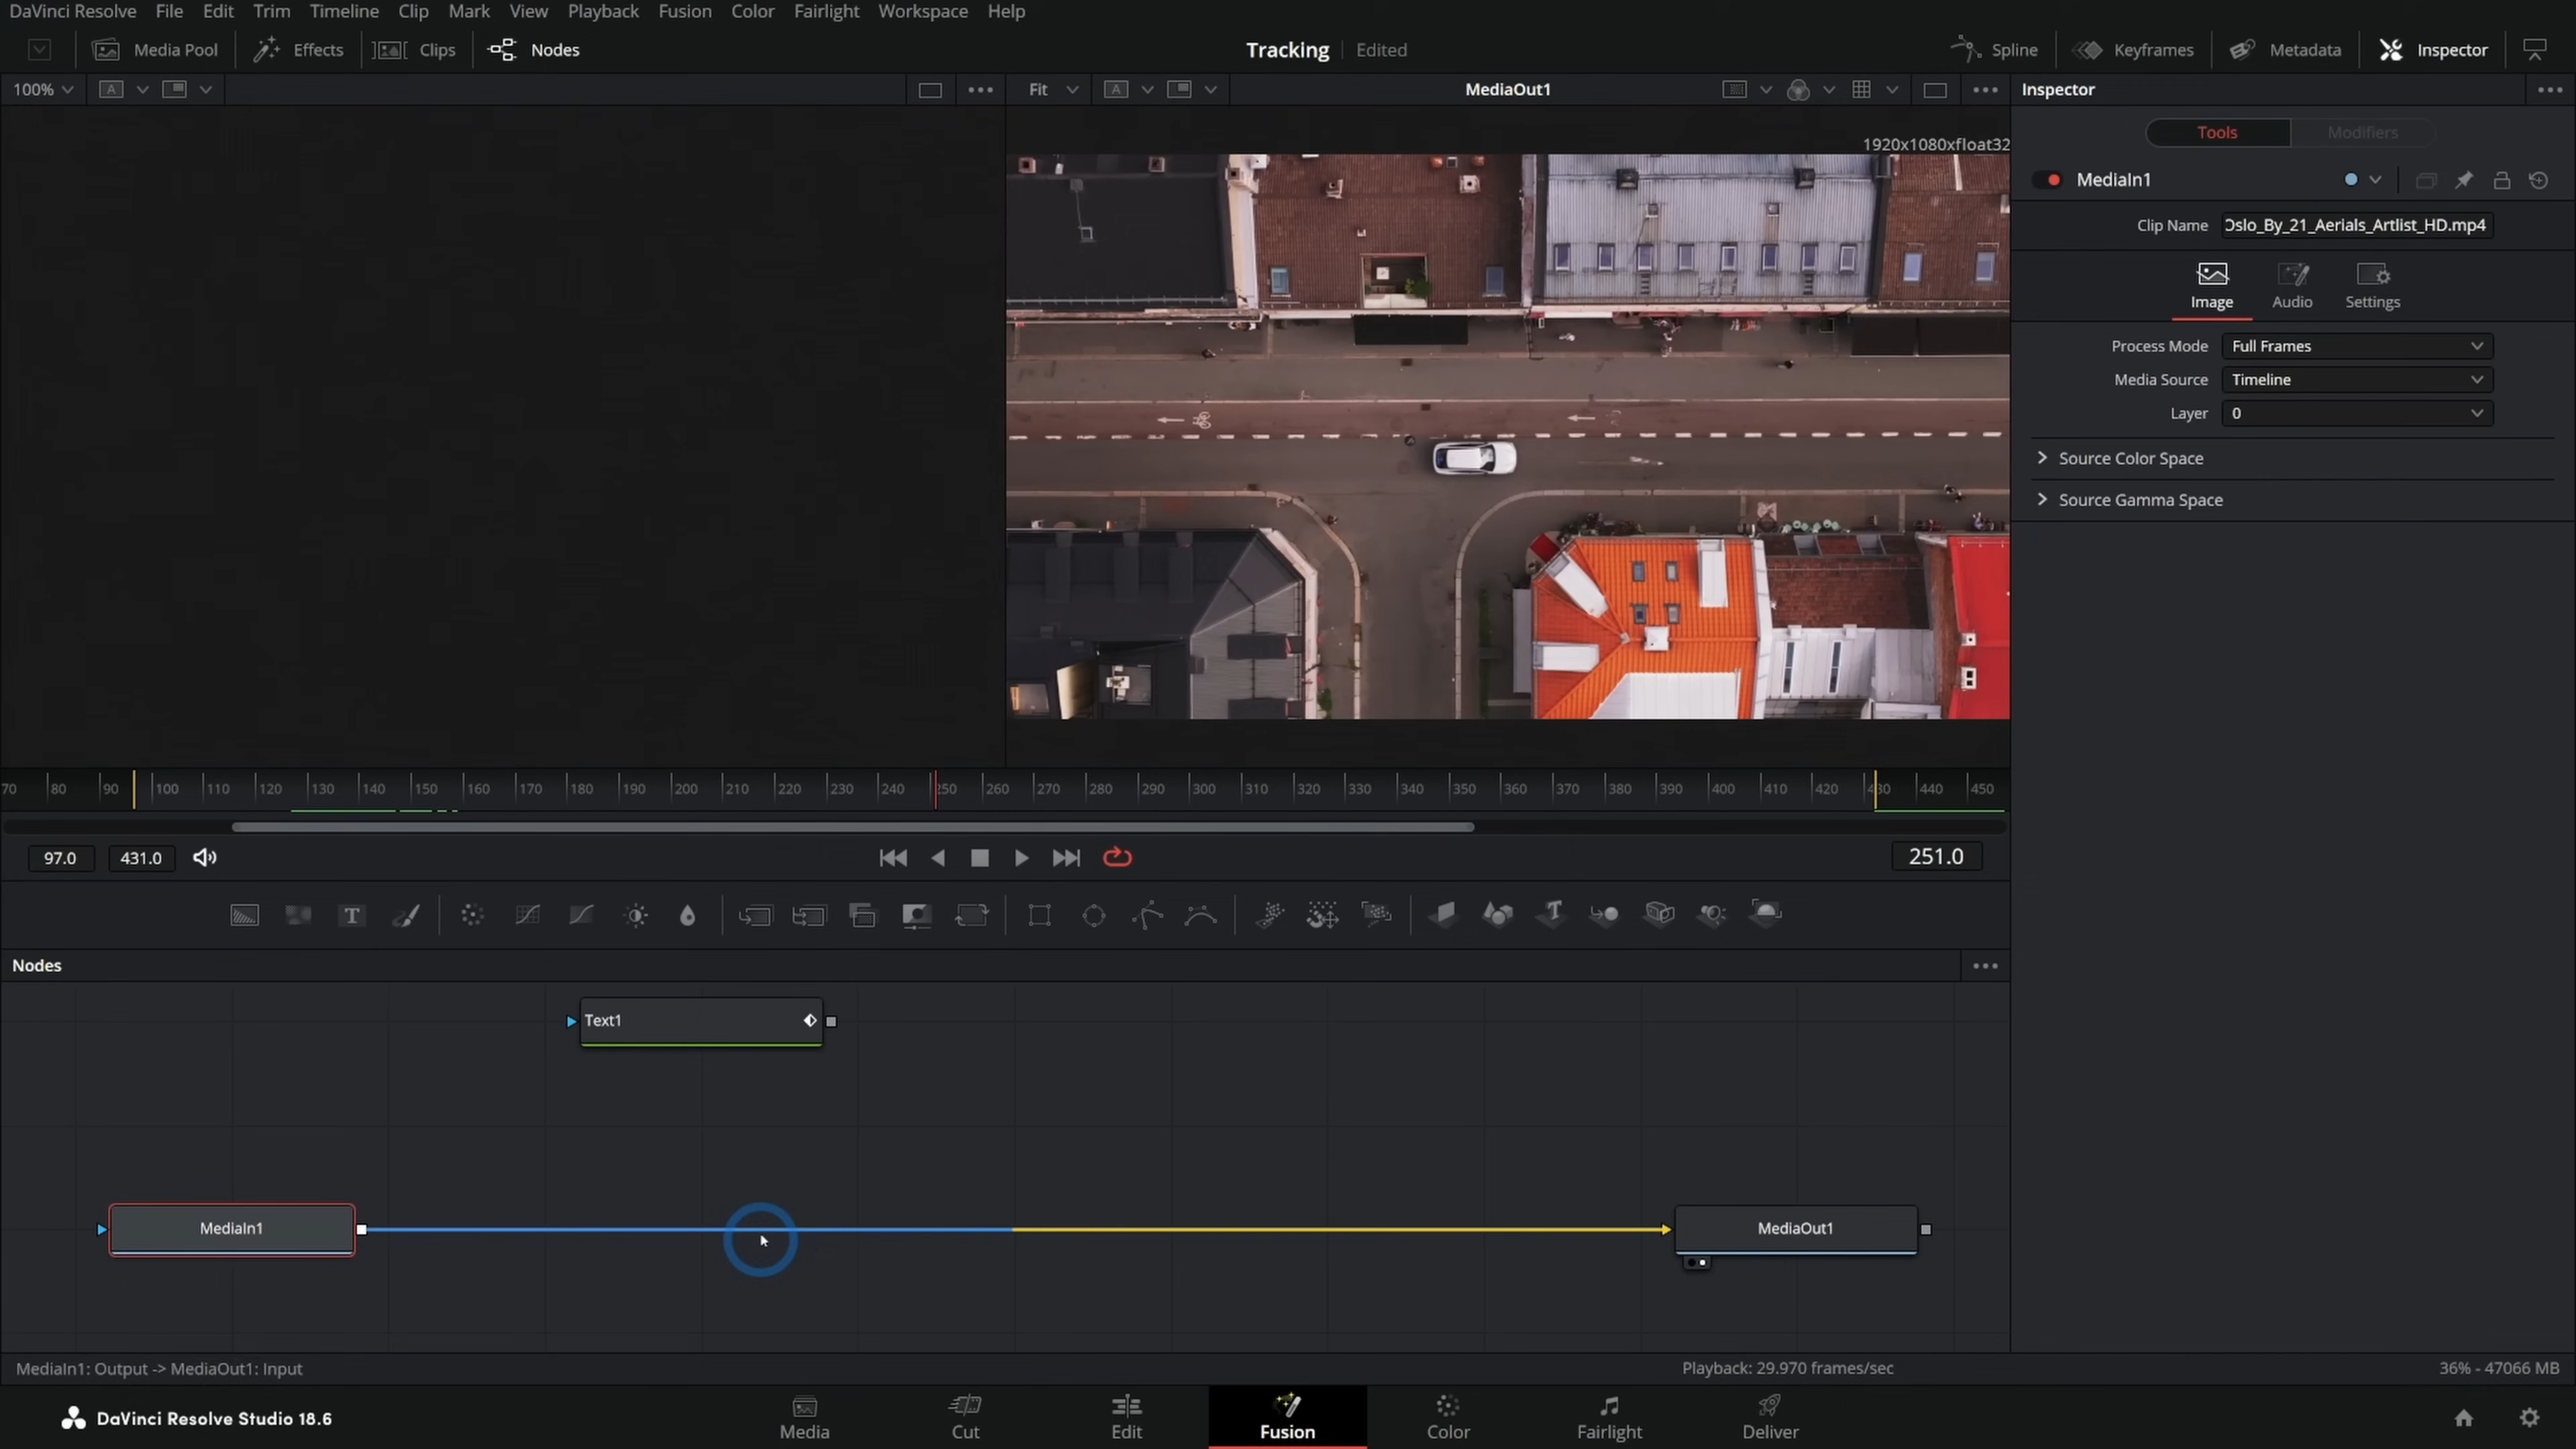 DaVinci Resolve File Edit Trim Timeline Clip Mark View Playback Fusion Color Fairlight Workspace Help
Media Pool Effects Clips Nodes Tracking Edited Spline Keyframes Metadata Inspector
100% A Fit A MediaOut1 Inspector
1920x1080xfloat32
Tools Modifiers
MediaIn1
Clip Name Oslo_By_21_Aerials_Artlist_HD.mp4
Image Audio Settings
Process Mode Full Frames
Media Source Timeline
Layer 0
Source Color Space
Source Gamma Space
70 80 90 100 110 120 130 140 150 160 170 180 190 200 210 220 230 240 250 260 270 280 290 300 310 320 330 340 350 360 370 380 390 400 410 420 430 440 450
97.0 431.0 251.0
T T
Nodes
Text1
MediaIn1 MediaOut1
MediaIn1: Output -> MediaOut1: Input Playback: 29.970 frames/sec 36% - 47066 MB
DaVinci Resolve Studio 18.6 Media Cut Edit Fusion Color Fairlight Deliver